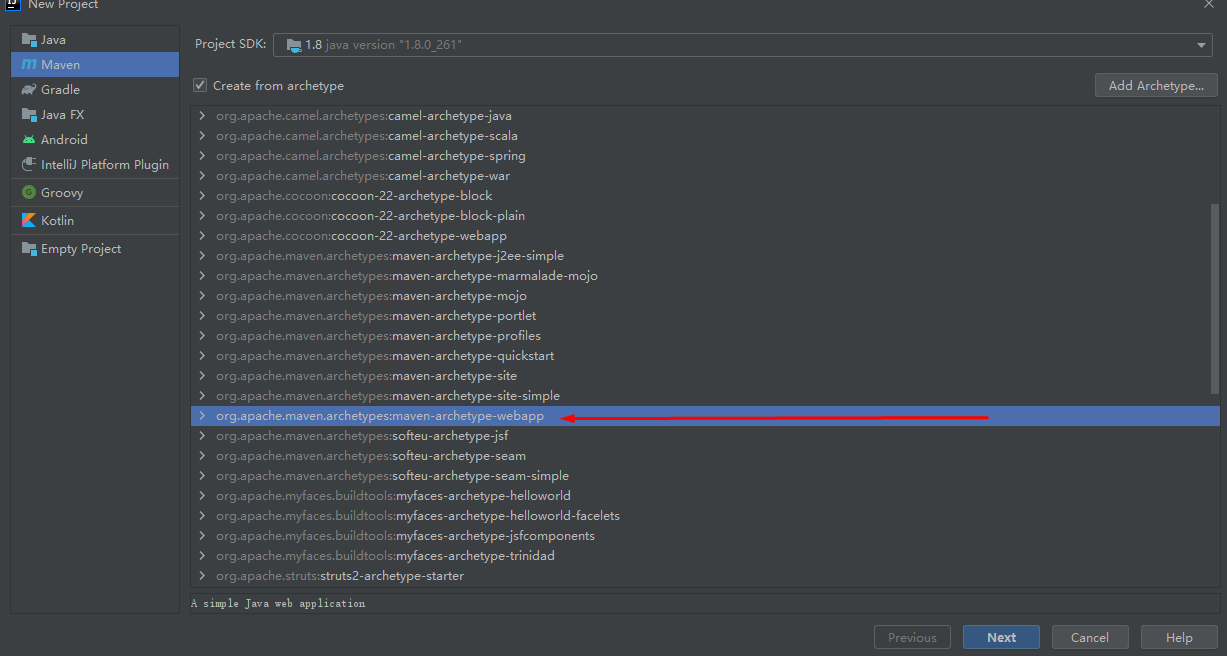 New Project
Java
Maven
Gradle
Java FX
Android
IntelliJ Platform Plugin
Groovy
Kotlin
Empty Project
Project SDK: 1.8 java version "1.8.0_261"
Create from archetype
Add Archetype...
org.apache.camel.archetypes:camel-archetype-java
org.apache.camel.archetypes:camel-archetype-scala
org.apache.camel.archetypes:camel-archetype-spring
org.apache.camel.archetypes:camel-archetype-war
org.apache.cocoon:cocoon-22-archetype-block
org.apache.cocoon:cocoon-22-archetype-block-plain
org.apache.cocoon:cocoon-22-archetype-webapp
org.apache.maven.archetypes:maven-archetype-j2ee-simple
org.apache.maven.archetypes:maven-archetype-marmalade-mojo
org.apache.maven.archetypes:maven-archetype-mojo
org.apache.maven.archetypes:maven-archetype-portlet
org.apache.maven.archetypes:maven-archetype-profiles
org.apache.maven.archetypes:maven-archetype-quickstart
org.apache.maven.archetypes:maven-archetype-site
org.apache.maven.archetypes:maven-archetype-site-simple
org.apache.maven.archetypes:maven-archetype-webapp
org.apache.maven.archetypes:softeu-archetype-jsf
org.apache.maven.archetypes:softeu-archetype-seam
org.apache.maven.archetypes:softeu-archetype-seam-simple
org.apache.myfaces.buildtools:myfaces-archetype-helloworld
org.apache.myfaces.buildtools:myfaces-archetype-helloworld-facelets
org.apache.myfaces.buildtools:myfaces-archetype-jsfcomponents
org.apache.myfaces.buildtools:myfaces-archetype-trinidad
org.apache.struts:struts2-archetype-starter
A simple Java web application
Previous
Next
Cancel
Help